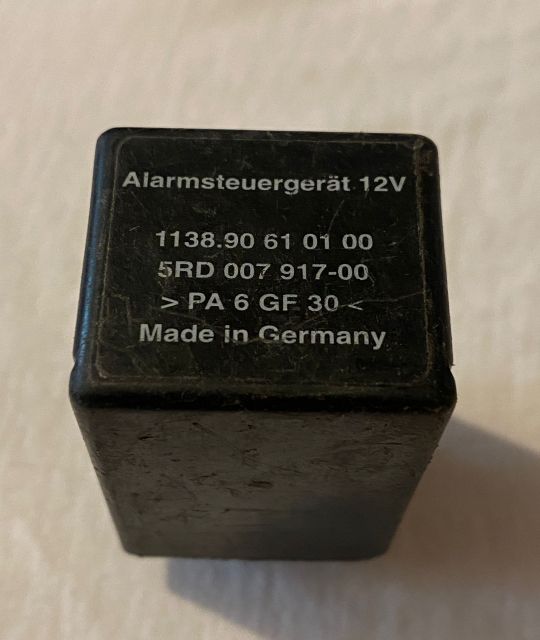 Alarmsteuergerät 12V
1138.90 61 01 00
5RD 007 917-00
> PA 6 GF 30 <
Made in Germany